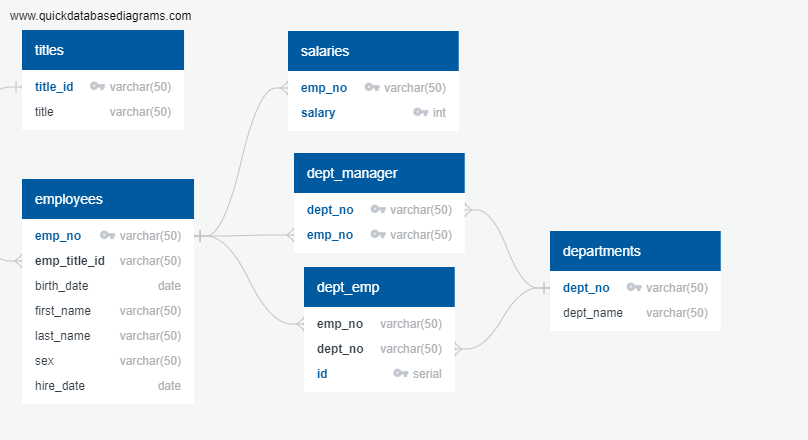 www.quickdatabasediagrams.com
titles
title_id varchar(50)
title varchar(50)
salaries
emp_no varchar(50)
salary int
dept_manager
dept_no varchar(50)
emp_no varchar(50)
employees
emp_no varchar(50)
emp_title_id varchar(50)
birth_date date
first_name varchar(50)
last_name varchar(50)
sex varchar(50)
hire_date date
dept_emp
emp_no varchar(50)
dept_no varchar(50)
id serial
departments
dept_no varchar(50)
dept_name varchar(50)